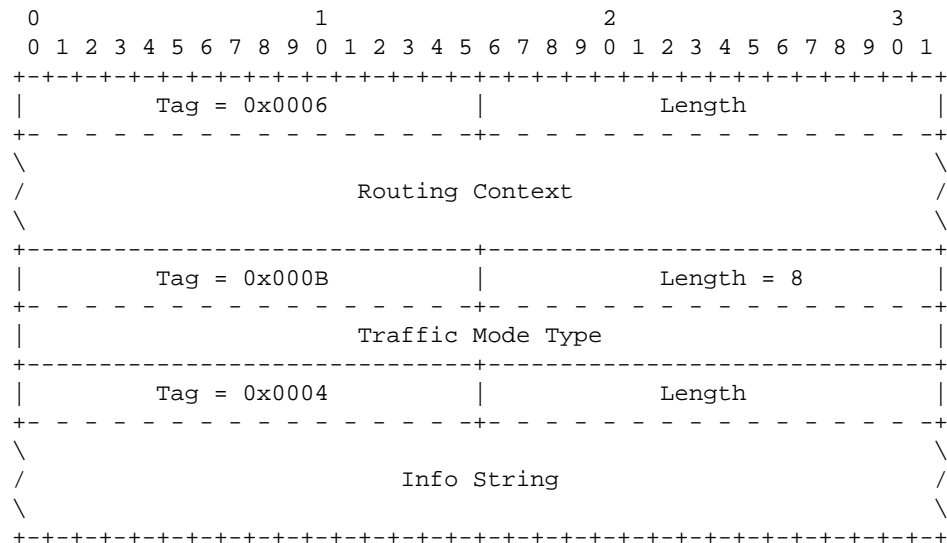 0                   1                   2                   3
 0 1 2 3 4 5 6 7 8 9 0 1 2 3 4 5 6 7 8 9 0 1 2 3 4 5 6 7 8 9 0 1
+-+-+-+-+-+-+-+-+-+-+-+-+-+-+-+-+-+-+-+-+-+-+-+-+-+-+-+-+-+-+-+-+
|         Tag = 0x0006          |            Length             |
+- - - - - - - - - - - - - - - -+- - - - - - - - - - - - - - - -+
\                                                               \
/                       Routing Context                         /
\                                                               \
+-------------------------------+-------------------------------+
|         Tag = 0x000B          |            Length = 8         |
+- - - - - - - - - - - - - - - -+- - - - - - - - - - - - - - - -+
|                       Traffic Mode Type                       |
+-------------------------------+-------------------------------+
|         Tag = 0x0004          |            Length             |
+- - - - - - - - - - - - - - - -+- - - - - - - - - - - - - - - -+
\                                                               \
/                          Info String                          /
\                                                               \
+-+-+-+-+-+-+-+-+-+-+-+-+-+-+-+-+-+-+-+-+-+-+-+-+-+-+-+-+-+-+-+-+